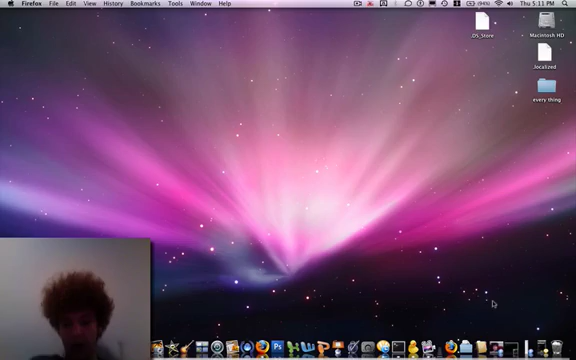 Firefox File Edit View History Bookmarks Tools Window Help (94%) Thu 5:11 PM
.DS_Store
Macintosh HD
.localized
every thing